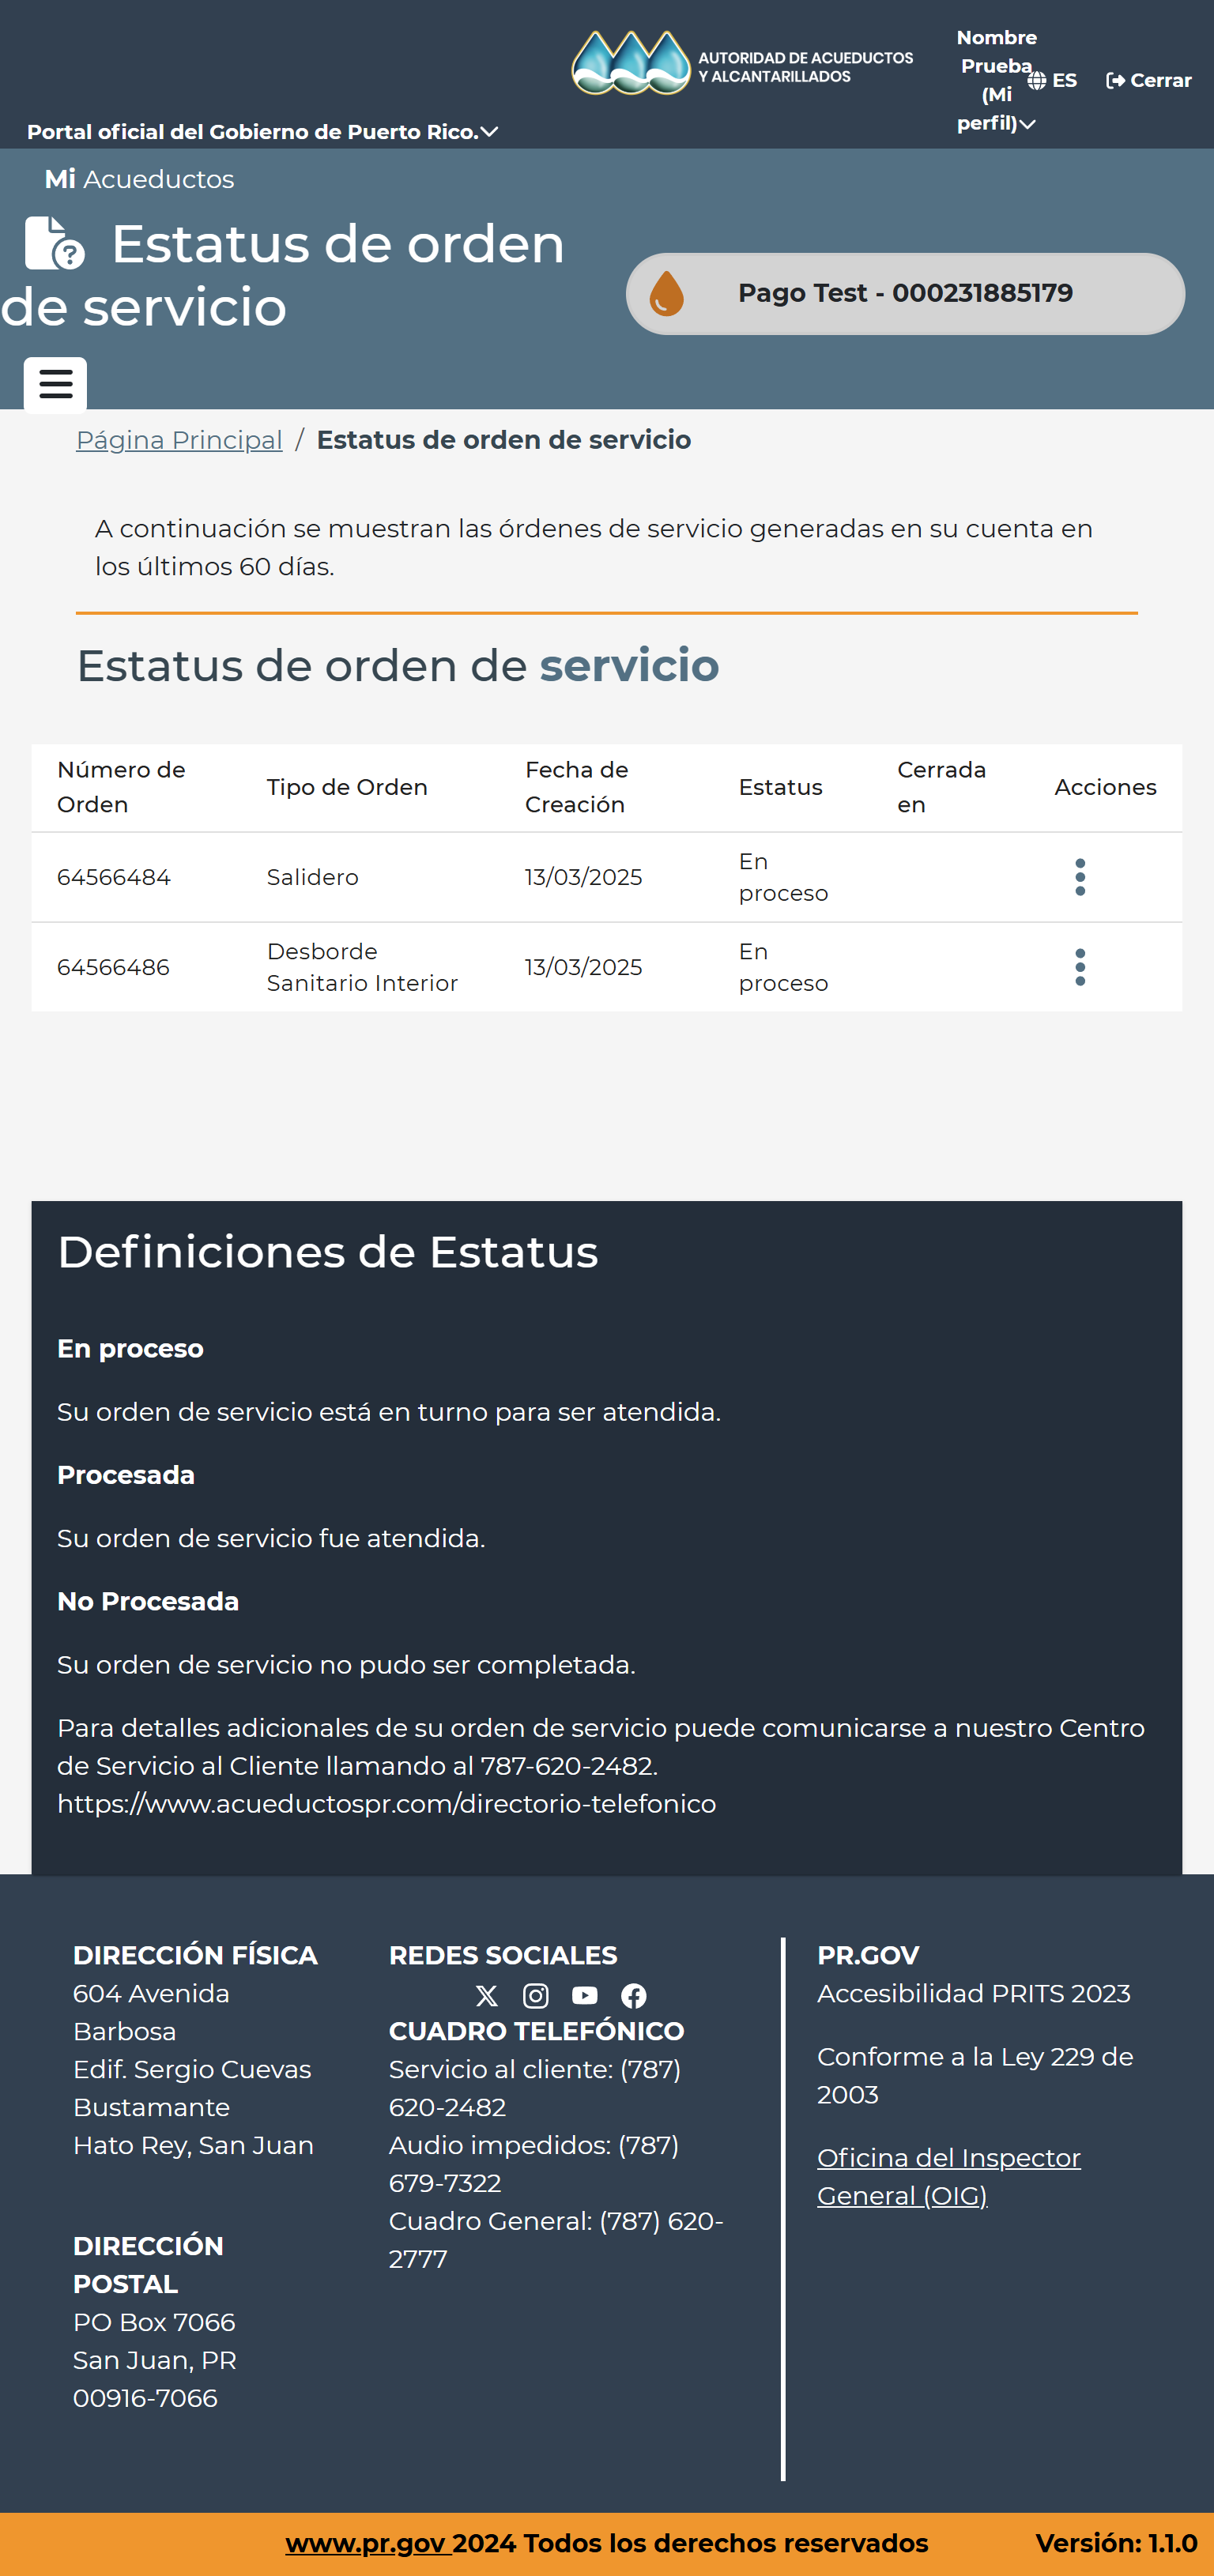 AUTORIDAD DE ACUEDUCTOS
Y ALCANTARILLADOS
Nombre
Prueba
(Mi
perfil)
ES
Cerrar
Portal oficial del Gobierno de Puerto Rico.
Mi Acueductos
Estatus de orden
de servicio
Pago Test - 000231885179
Página Principal / Estatus de orden de servicio
A continuación se muestran las órdenes de servicio generadas en su cuenta en
los últimos 60 días.
Estatus de orden de servicio
Número de
Orden
Tipo de Orden
Fecha de
Creación
Estatus
Cerrada
en
Acciones
64566484
Salidero
13/03/2025
En
proceso
64566486
Desborde
Sanitario Interior
13/03/2025
En
proceso
Definiciones de Estatus
En proceso
Su orden de servicio está en turno para ser atendida.
Procesada
Su orden de servicio fue atendida.
No Procesada
Su orden de servicio no pudo ser completada.
Para detalles adicionales de su orden de servicio puede comunicarse a nuestro Centro
de Servicio al Cliente llamando al 787-620-2482.
https://www.acueductospr.com/directorio-telefonico
DIRECCIÓN FÍSICA
604 Avenida
Barbosa
Edif. Sergio Cuevas
Bustamante
Hato Rey, San Juan
DIRECCIÓN
POSTAL
PO Box 7066
San Juan, PR
00916-7066
REDES SOCIALES
CUADRO TELEFÓNICO
Servicio al cliente: (787)
620-2482
Audio impedidos: (787)
679-7322
Cuadro General: (787) 620-
2777
PR.GOV
Accesibilidad PRITS 2023
Conforme a la Ley 229 de
2003
Oficina del Inspector
General (OIG)
www.pr.gov 2024 Todos los derechos reservados
Versión: 1.1.0